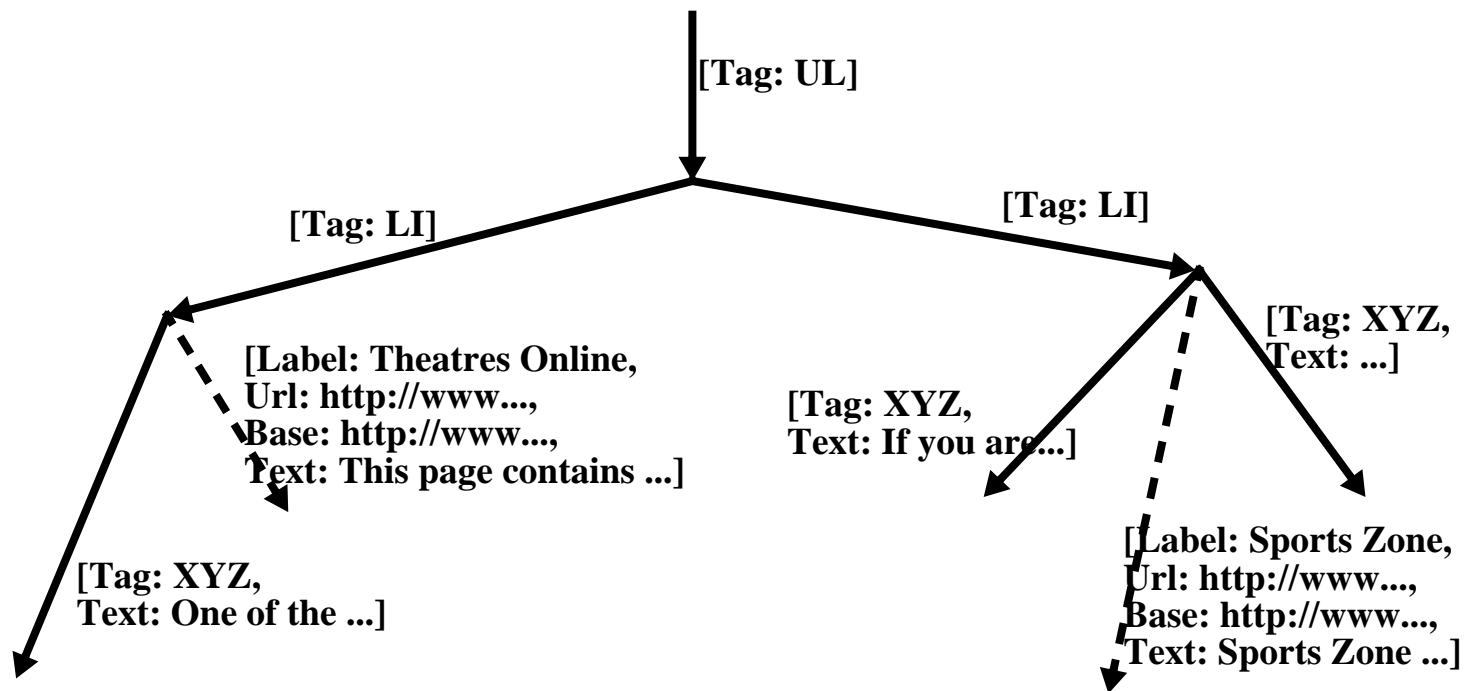 [Tag: UL]
[Tag: LI]
[Tag: LI]
[Label: Theatres Online,
Url: http://www...,
Base: http://www...,
Text: This page contains ...]
[Tag: XYZ,
Text: ...]
[Tag: XYZ,
Text: If you are...]
[Tag: XYZ,
Text: One of the ...]
[Label: Sports Zone,
Url: http://www...,
Base: http://www...,
Text: Sports Zone ...]